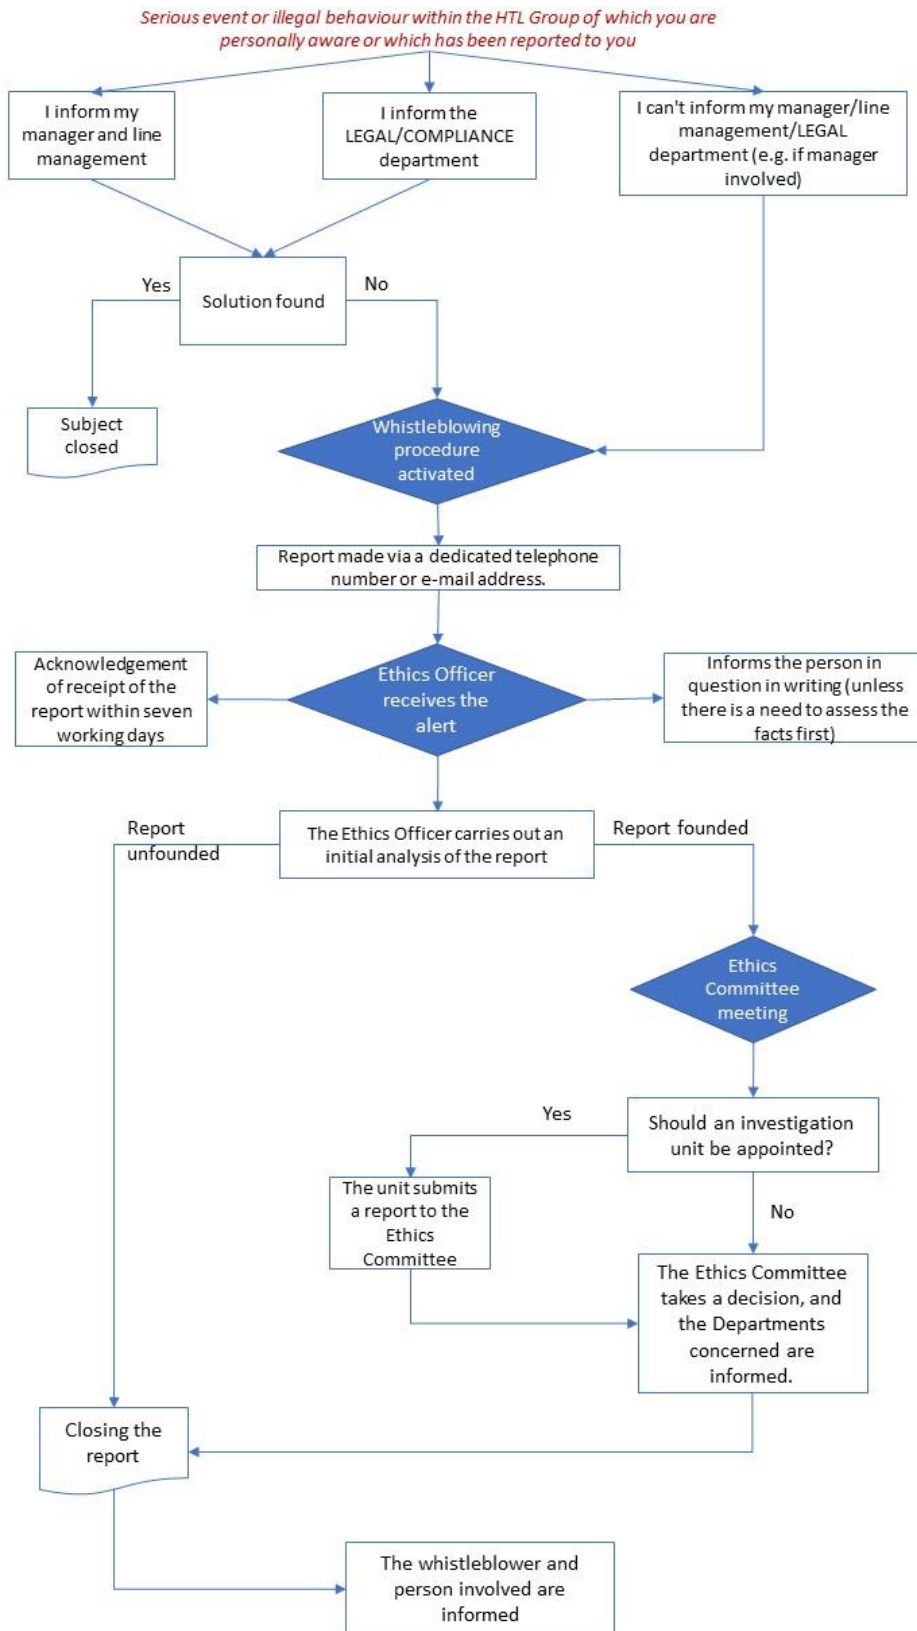 Serious event or illegal behaviour within the HTL Group of which you are
personally aware or which has been reported to you
I inform my
manager and line
management
I inform the
LEGAL/COMPLIANCE
department
I can't inform my manager/line
management/LEGAL
department (e.g. if manager
involved)
Yes
Solution found
No
Subject
closed
Whistleblowing
procedure
activated
Report made via a dedicated telephone
number or e-mail address.
Acknowledgement
of receipt of the
report within seven
working days
Ethics Officer
receives the
alert
Informs the person in
question in writing (unless
there is a need to assess the
facts first)
Report
unfounded
The Ethics Officer carries out an
initial analysis of the report
Report founded
Ethics
Committee
meeting
Yes
Should an investigation
unit be appointed?
The unit submits
a report to the
Ethics
Committee
No
The Ethics Committee
takes a decision, and
the Departments
concerned are
informed.
Closing the
report
The whistleblower and
person involved are
informed